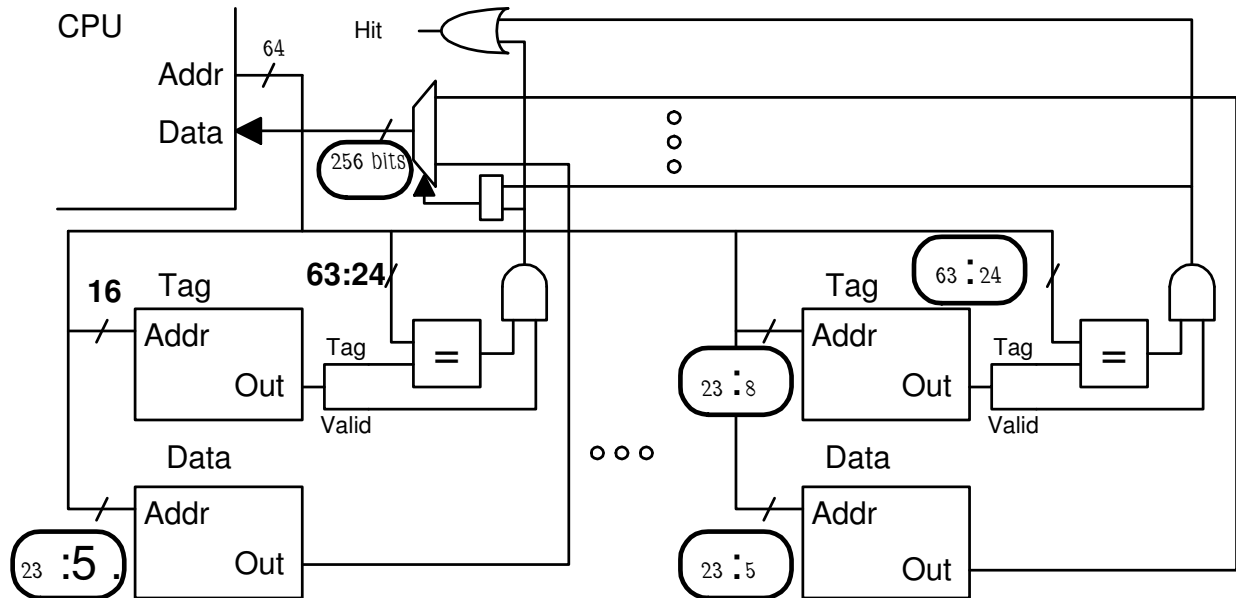 CPU
Hit
64
Addr
Data
256 bits
63:24
63:24
16
Tag
Tag
Addr
Addr
Tag
Tag
=
=
Out
Out
23:8
Valid
Valid
Data
Data
Addr
Addr
23:5.
Out
23:5
Out